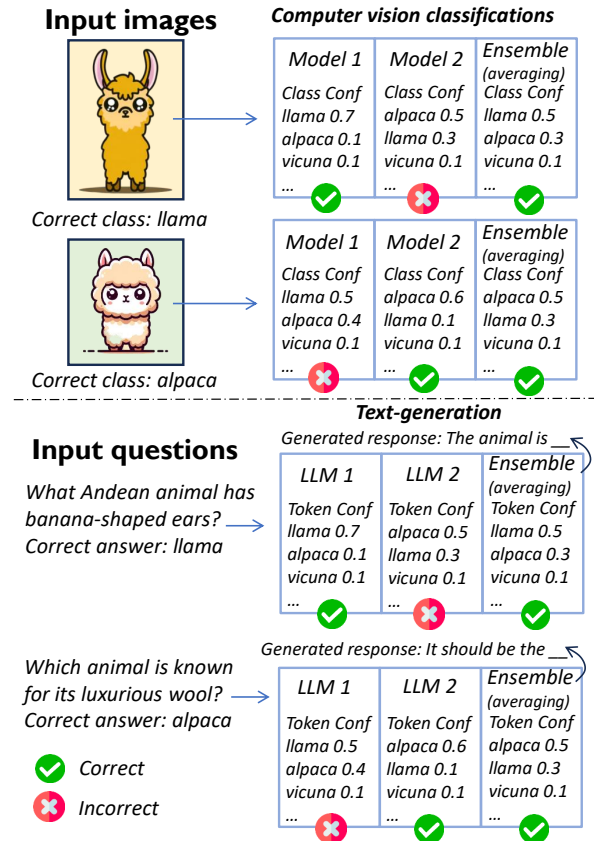 Input images
Computer vision classifications
Model 1
Class Conf
llama 0.7
alpaca 0.1
vicuna 0.1
...
Model 2
Class Conf
alpaca 0.5
llama 0.3
vicuna 0.1
...
Ensemble
(averaging)
Class Conf
llama 0.5
alpaca 0.3
vicuna 0.1
...
Correct class: llama
Model 1
Class Conf
llama 0.5
alpaca 0.4
vicuna 0.1
...
Model 2
Class Conf
alpaca 0.6
llama 0.1
vicuna 0.1
...
Ensemble
(averaging)
Class Conf
alpaca 0.5
llama 0.3
vicuna 0.1
...
Correct class: alpaca
Text-generation
Input questions
Generated response: The animal is __
What Andean animal has
banana-shaped ears?
Correct answer: llama
LLM 1
Token Conf
llama 0.7
alpaca 0.1
vicuna 0.1
...
LLM 2
Token Conf
alpaca 0.5
llama 0.3
vicuna 0.1
...
Ensemble
(averaging)
Token Conf
llama 0.5
alpaca 0.3
vicuna 0.1
...
Generated response: It should be the __
Which animal is known
for its luxurious wool?
Correct answer: alpaca
LLM 1
Token Conf
llama 0.5
alpaca 0.4
vicuna 0.1
...
LLM 2
Token Conf
alpaca 0.6
llama 0.1
vicuna 0.1
...
Ensemble
(averaging)
Token Conf
alpaca 0.5
llama 0.3
vicuna 0.1
...
Correct
Incorrect